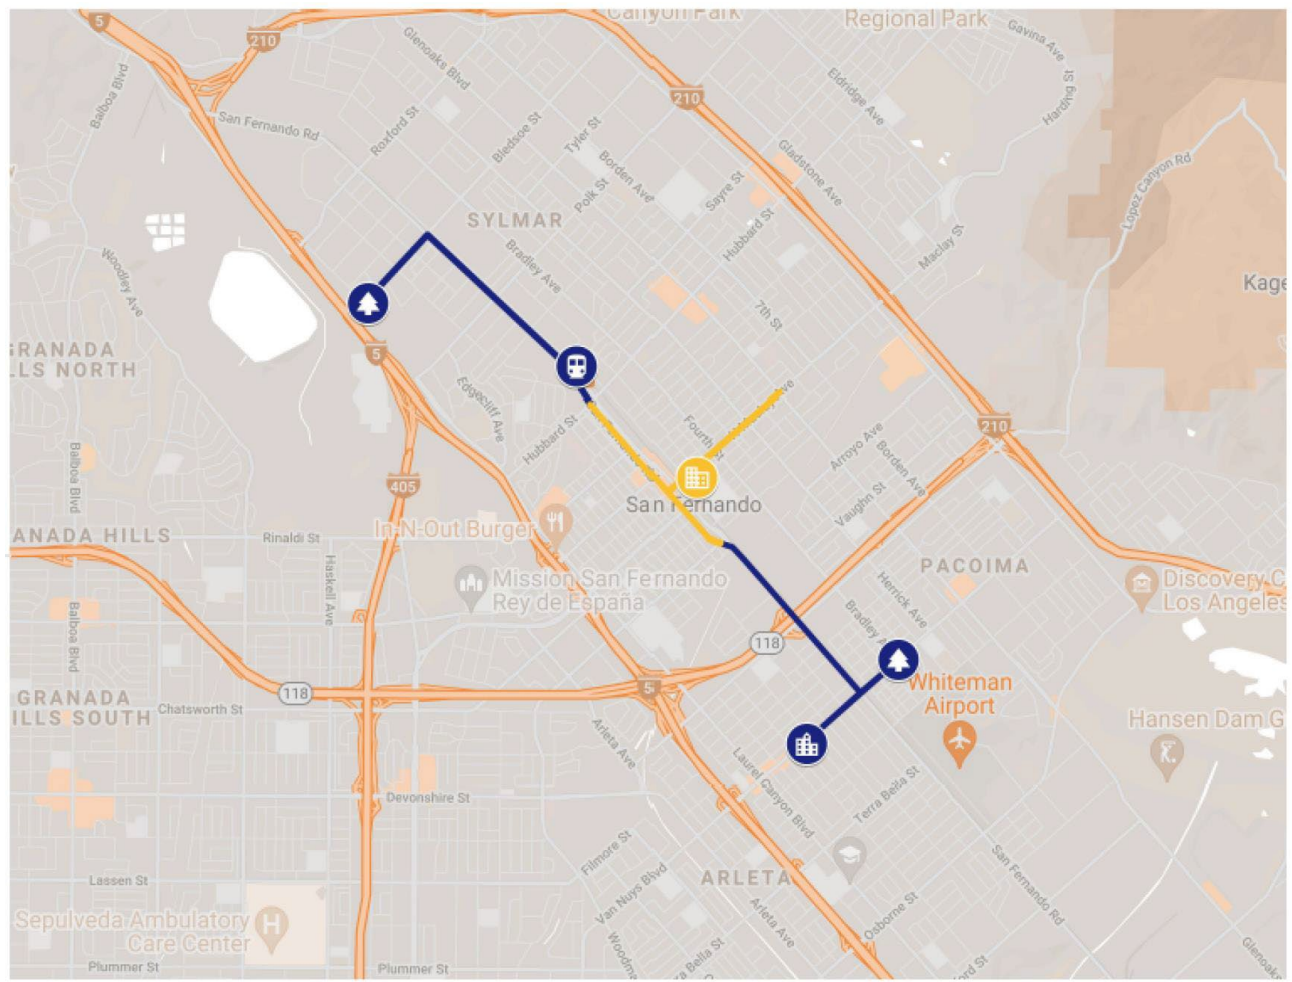 Canyon Park
Regional Park
5
210
Gavina Ave
Glenoaks Blvd
Balboa Blvd
Eldridge Ave
Harding St
210
San Fernando Rd
Roxford St
Bledsoe St
Tyler St
Gladstone Ave
Borden Ave
Lopez Canyon Rd
Polk St
Sayre St
SYLMAR
Hubbard St
Maclay St
Bradley Ave
Woodley Ave
Kage
7th St
GRANADA
LLS NORTH
5
Edgecliff Ave
Fourth St
210
Hubbard St
Arroyo Ave
Borden Ave
Balboa Blvd
405
Vaughn St
San Fernando
In-N-Out Burger
ANADA HILLS
Rinaldi St
Haskell Ave
PACOIMA
Mission San Fernando
Rey de España
Discovery C
Los Angeles
Herrick Ave
Balboa Blvd
Bradley A
118
Whiteman
Airport
5
118
GRANADA
ILLS SOUTH
Chatsworth St
Hansen Dam G
Arleta Ave
Laurel Canyon Blvd
Terra Bella St
Devonshire St
Filmore St
San Fernando Rd
Lassen St
Van Nuys Blvd
ARLETA
Arleta Ave
Osborne St
Sepulveda Ambulatory
Care Center
H
Woodma
ra Bella St
ord St
Glenoaks
Plummer St
Plummer St